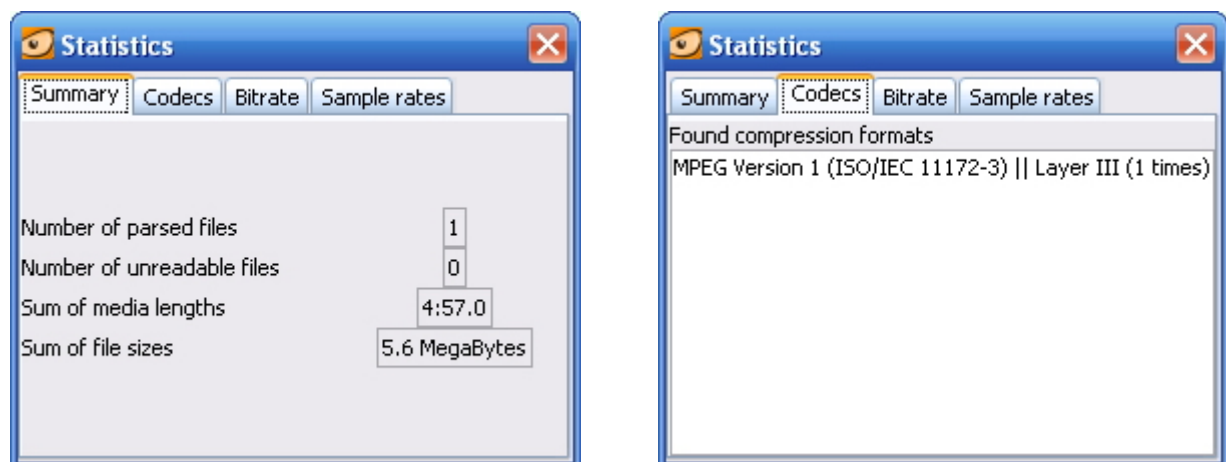 Statistics
Summary Codecs Bitrate Sample rates
Number of parsed files 1
Number of unreadable files 0
Sum of media lengths 4:57.0
Sum of file sizes 5.6 MegaBytes
Statistics
Summary Codecs Bitrate Sample rates
Found compression formats
MPEG Version 1 (ISO/IEC 11172-3) || Layer III (1 times)